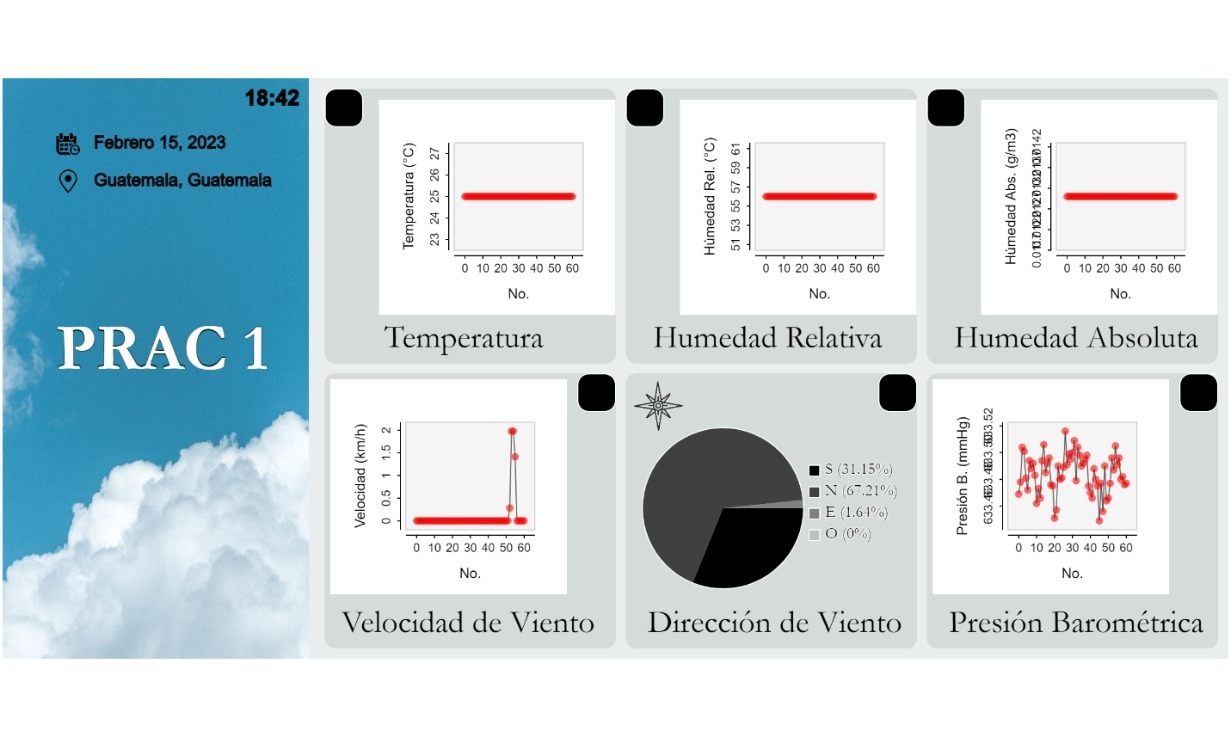 18:42
Febrero 15, 2023
Guatemala, Guatemala
PRAC 1
Temperatura (°C)
27
26
25
24
23
0 10 20 30 40 50 60
No.
Temperatura
Húmedad Rel. (°C)
61
59
57
55
53
51
0 10 20 30 40 50 60
No.
Humedad Relativa
Húmedad Abs. (g/m3)
0 10 20 30 40 50 60
No.
Humedad Absoluta
Velocidad (km/h)
2
1.5
1
0.5
0
0 10 20 30 40 50 60
No.
Velocidad de Viento
S (31.15%)
N (67.21%)
E (1.64%)
O (0%)
Dirección de Viento
Presión B. (mmHg)
0 10 20 30 40 50 60
No.
Presión Barométrica